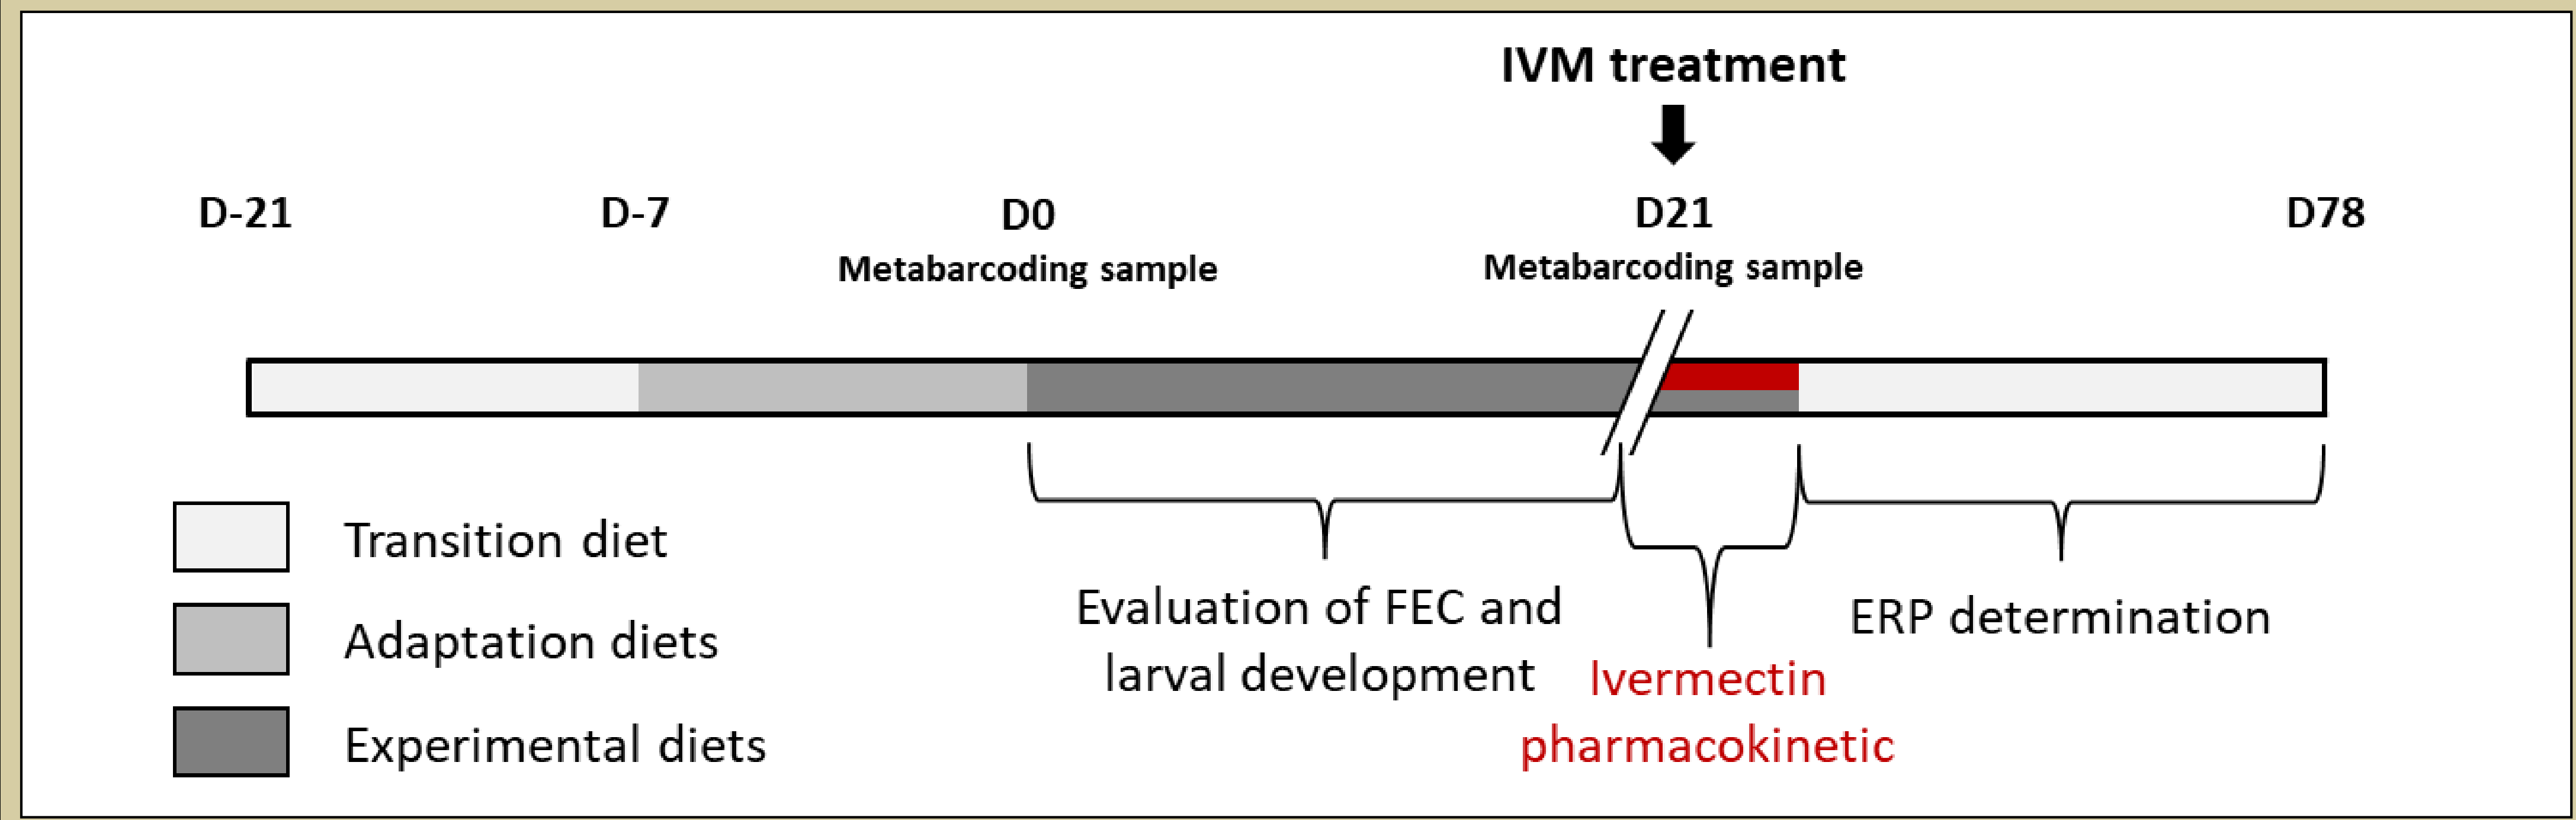 IVM treatment
D-21
D-7
D0
D21
D78
Metabarcoding sample
Metabarcoding sample
Transition diet
Adaptation diets
Experimental diets
Evaluation of FEC and
larval development
Ivermectin
pharmacokinetic
ERP determination